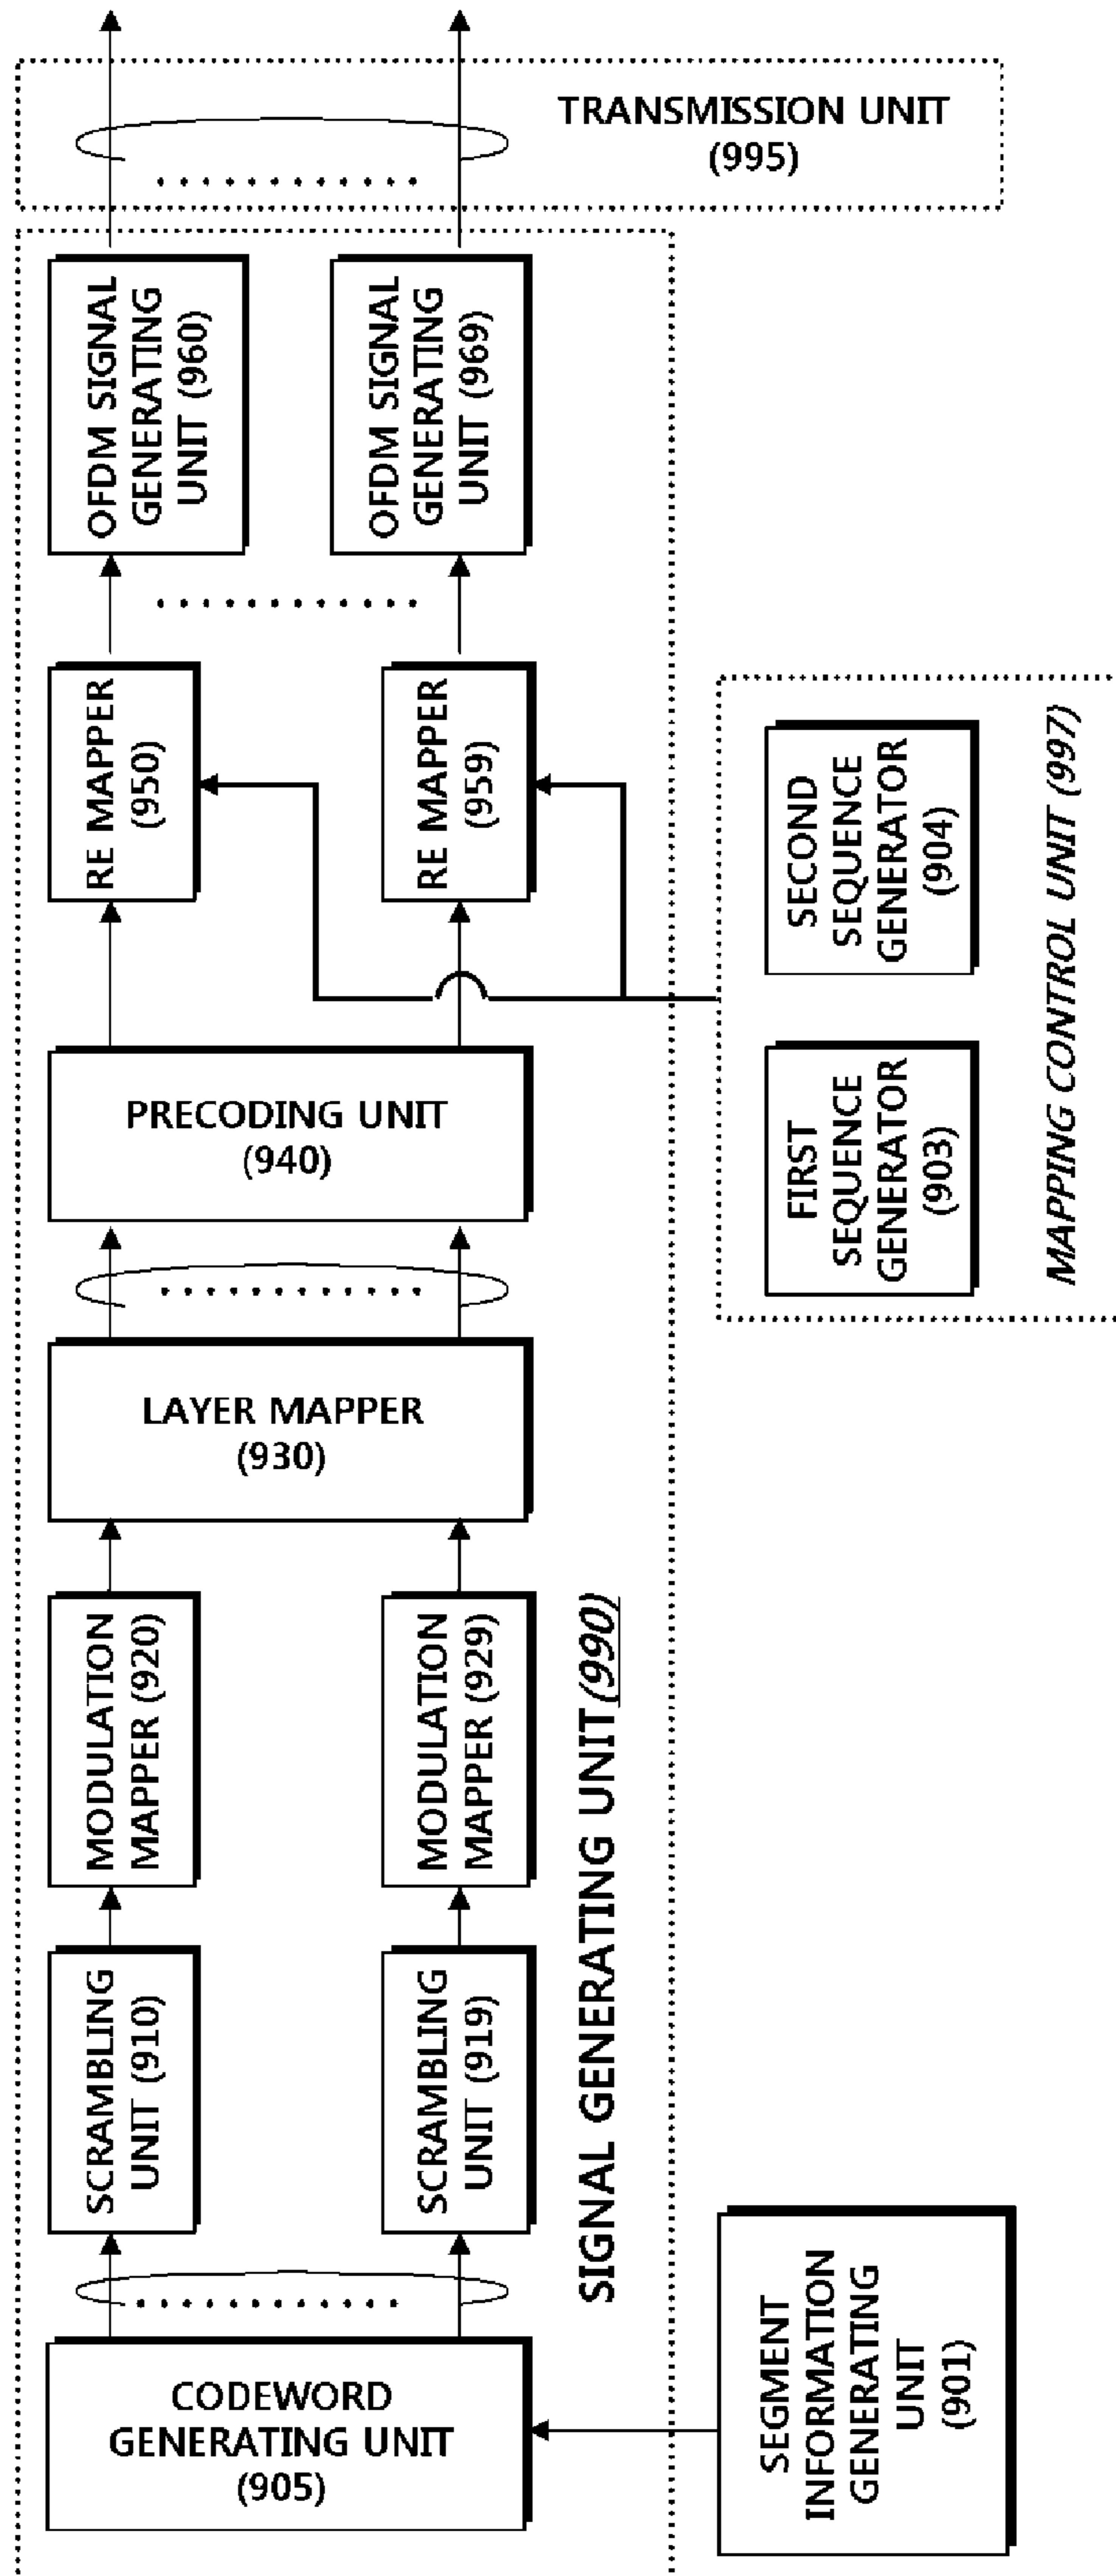 TRANSMISSION UNIT
(995)
OFDM SIGNAL
GENERATING
UNIT (960)
OFDM SIGNAL
GENERATING
UNIT (969)
RE MAPPER
(950)
RE MAPPER
(959)
SECOND
SEQUENCE
GENERATOR
(904)
FIRST
SEQUENCE
GENERATOR
(903)
MAPPING CONTROL UNIT (997)
PRECODING UNIT
(940)
LAYER MAPPER
(930)
MODULATION
MAPPER (920)
MODULATION
MAPPER (929)
SIGNAL GENERATING UNIT (990)
SCRAMBLING
UNIT (910)
SCRAMBLING
UNIT (919)
CODEWORD
GENERATING UNIT
(905)
SEGMENT
INFORMATION
GENERATING
UNIT
(901)